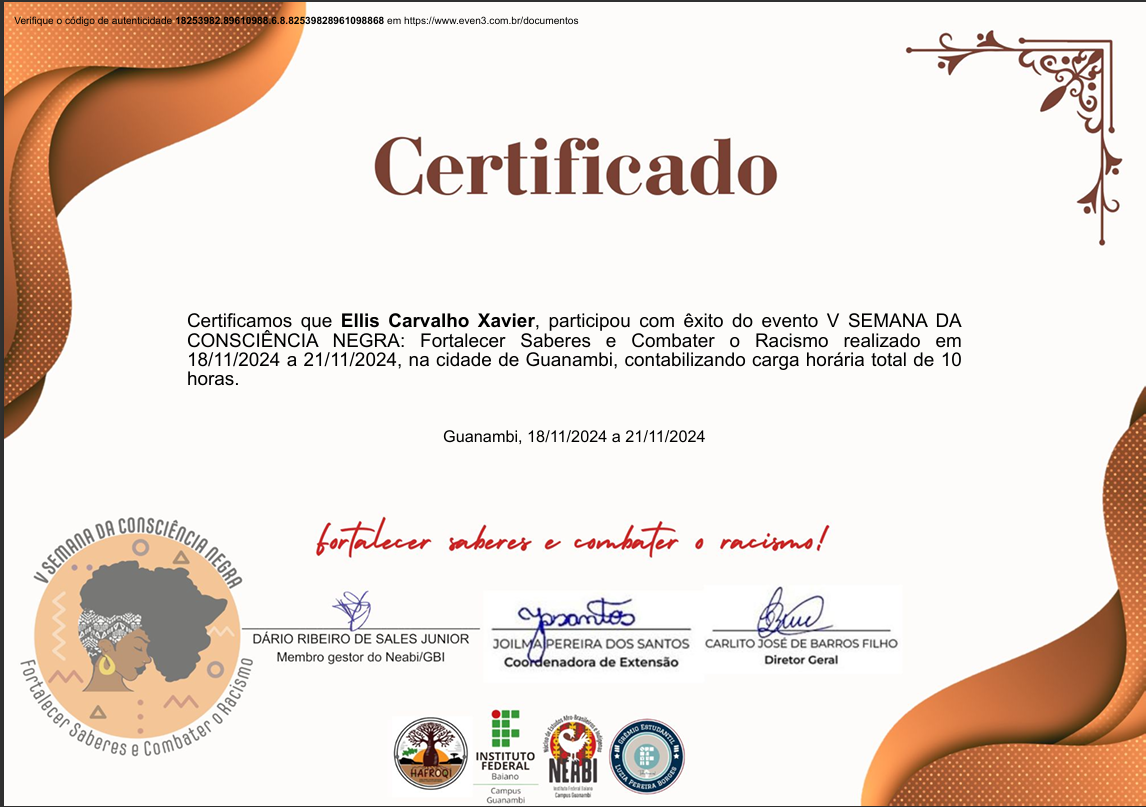 Verifique o código de autenticidade 18253982.89610988.6.8.82539828961098868 em https://www.even3.com.br/documentos
Certificado
Certificamos que Ellis Carvalho Xavier, participou com êxito do evento V SEMANA DA
CONSCIÊNCIA NEGRA: Fortalecer Saberes e Combater o Racismo realizado em
18/11/2024 a 21/11/2024, na cidade de Guanambi, contabilizando carga horária total de 10
horas.
Guanambi, 18/11/2024 a 21/11/2024
fortalecer saberes e combater o racismo!
V SEMANA DA CONSCIÊNCIA NEGRA
Fortalecer Saberes e Combater o Racismo
DÁRIO RIBEIRO DE SALES JUNIOR
Membro gestor do Neabi/GBI
JOILMA PEREIRA DOS SANTOS
Coordenadora de Extensão
CARLITO JOSÉ DE BARROS FILHO
Diretor Geral
HAFROQI
INSTITUTO
FEDERAL
Baiano
Campus
Guanambi
Núcleo de Estudos Afro-Brasileiros e Indígenas
NEABI
Instituto Federal Baiano
Campus Guanambi
GRÊMIO ESTUDANTIL
LUZIA PEREIRA BORGES